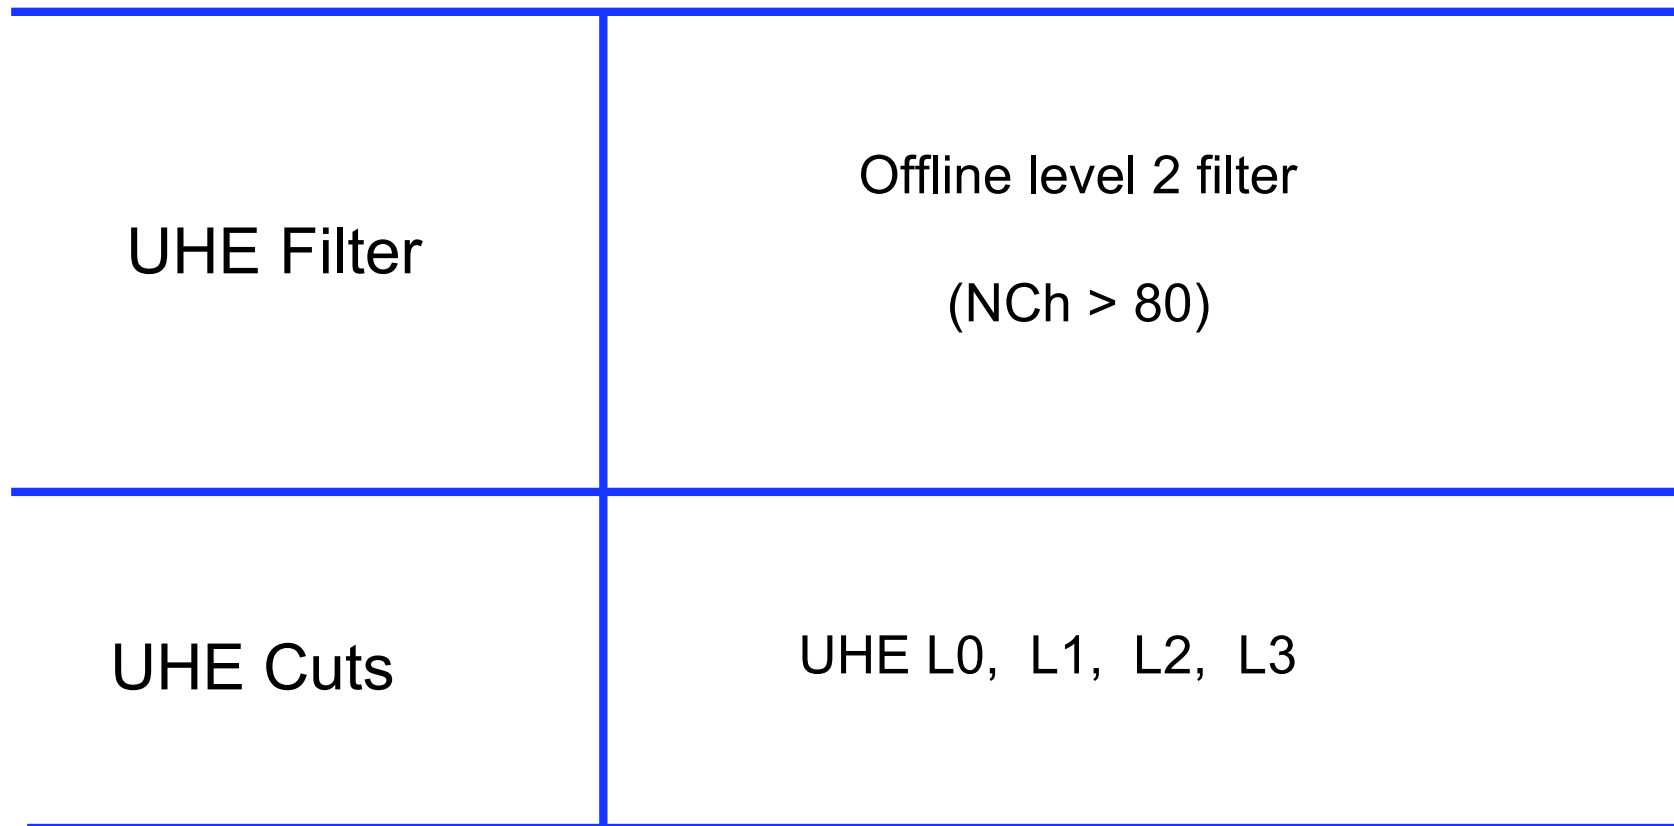 UHE Filter
Offline level 2 filter
(NCh > 80)
UHE Cuts
UHE L0, L1, L2, L3